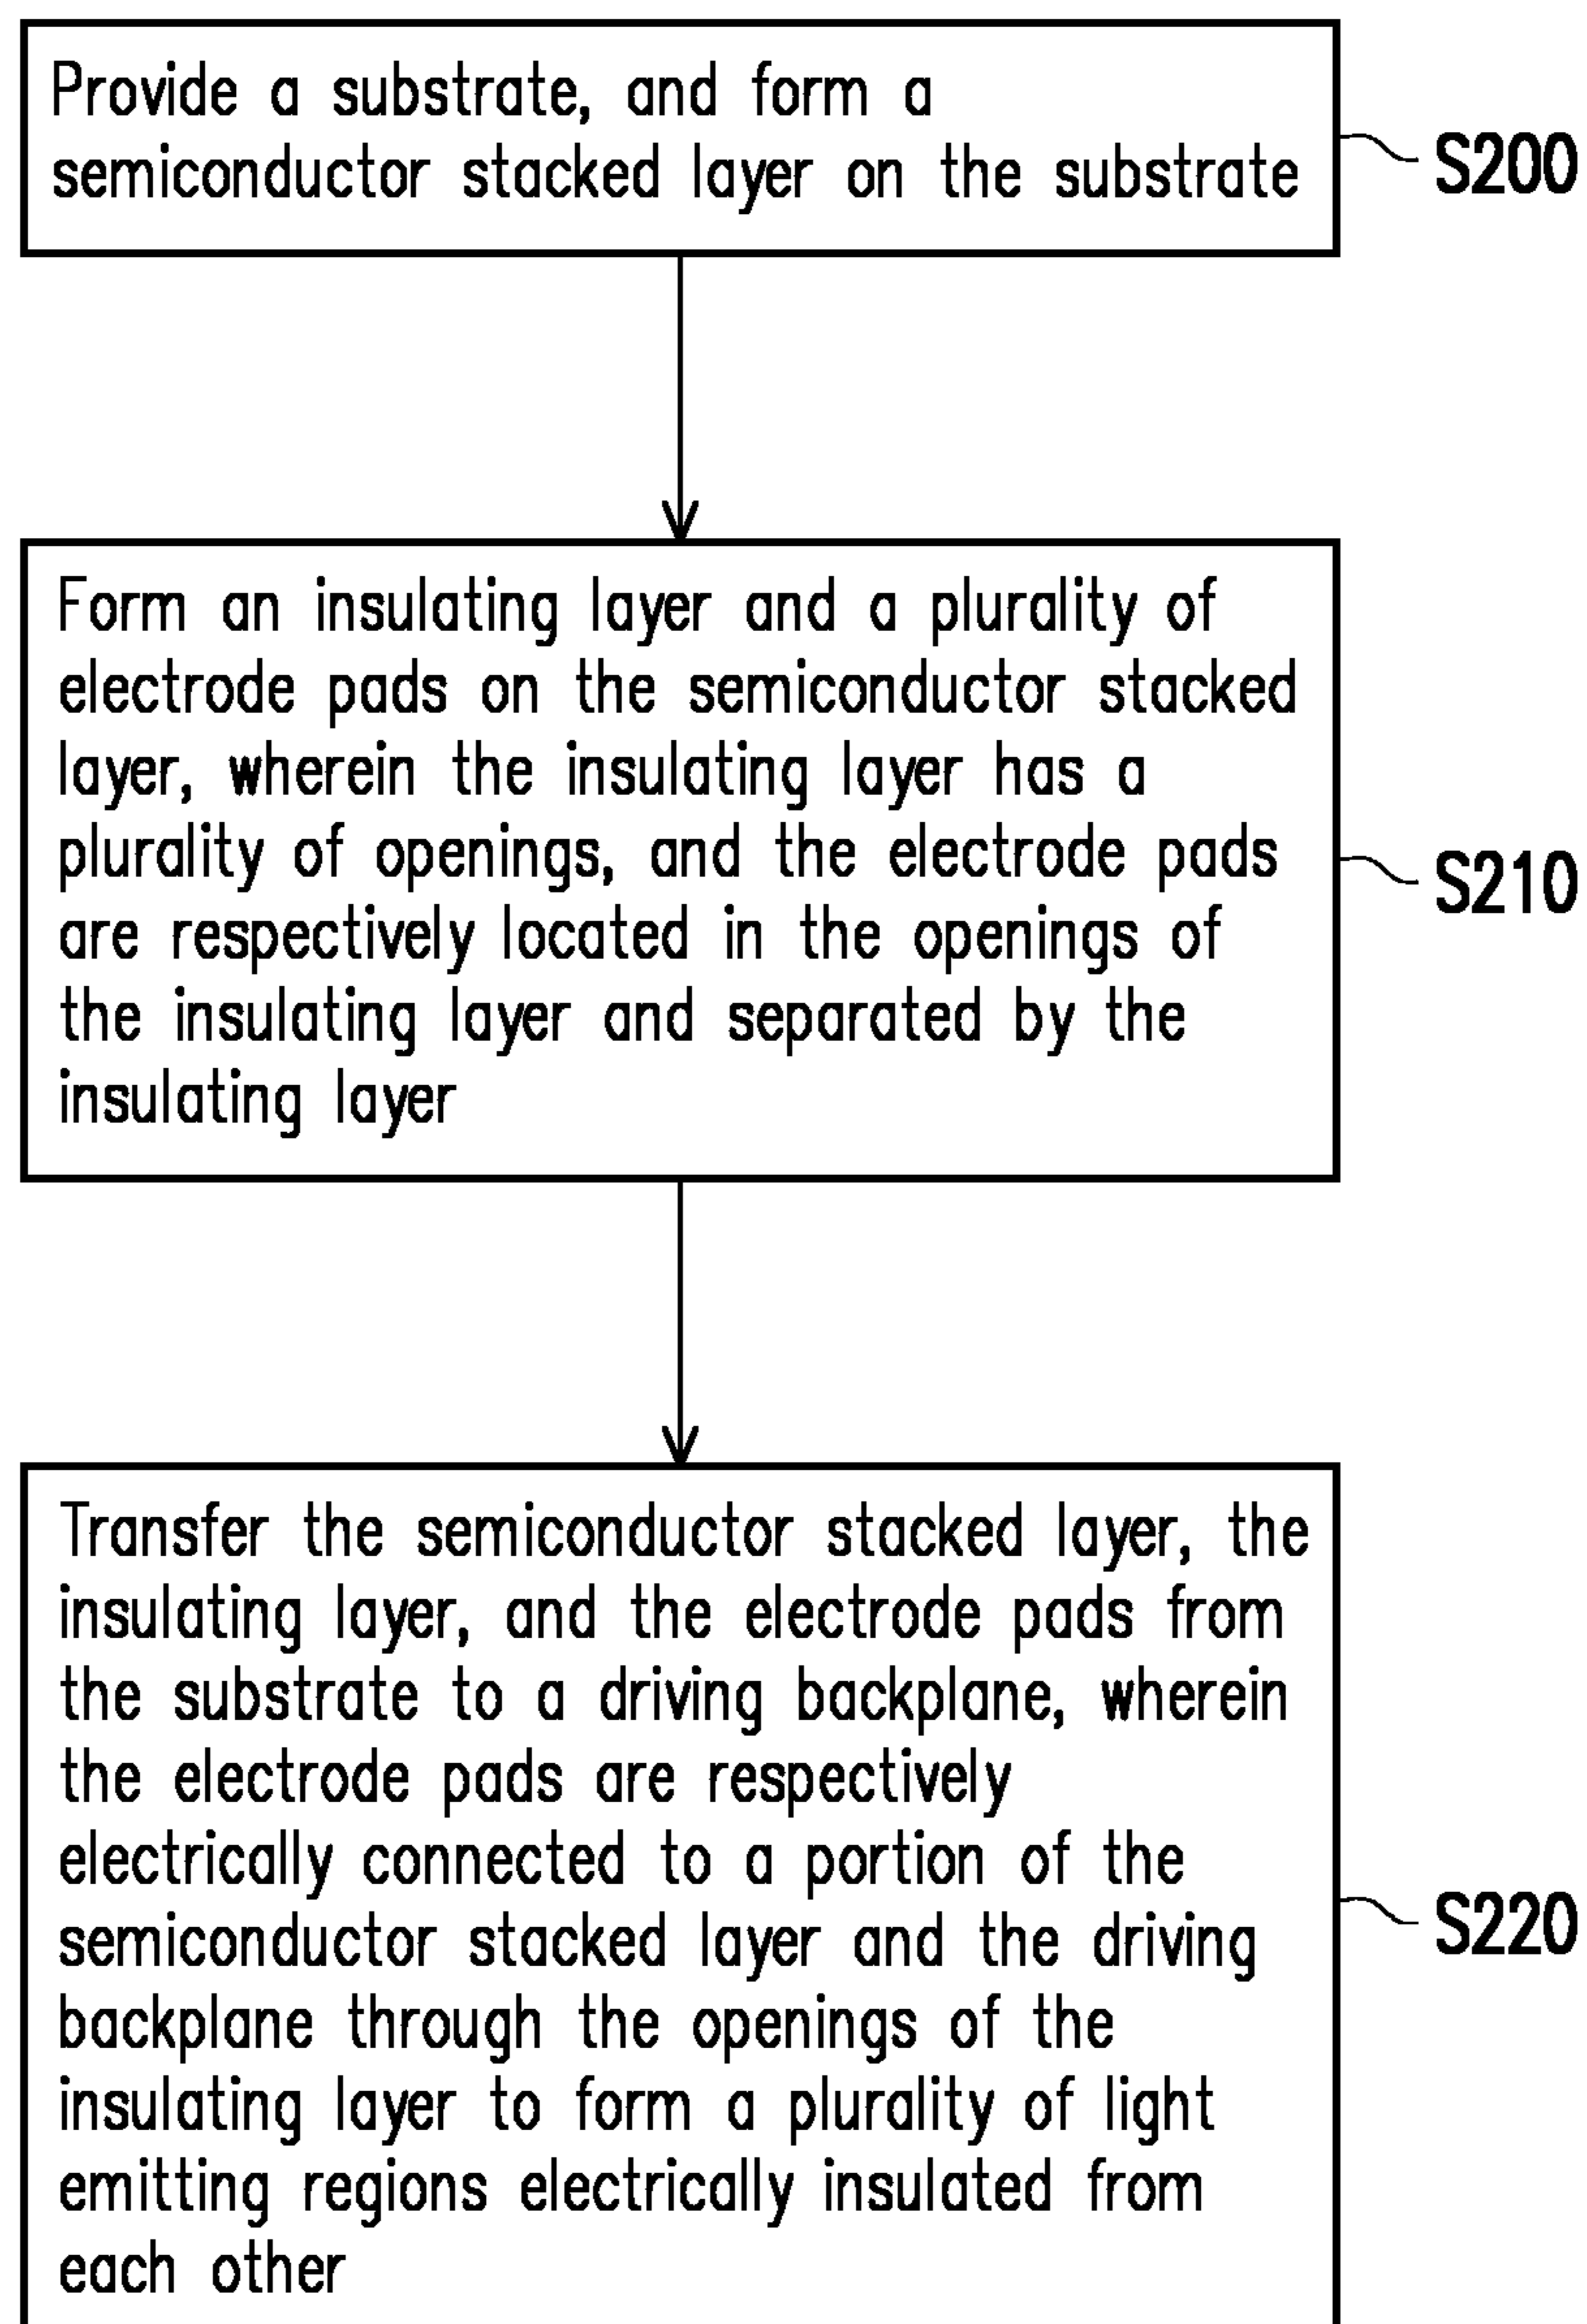 Provide a substrate, and form a
semiconductor stacked layer on the substrate
S200
Form an insulating layer and a plurality of
electrode pads on the semiconductor stacked
layer, wherein the insulating layer has a
plurality of openings, and the electrode pads
are respectively located in the openings of
the insulating layer and separated by the
insulating layer
S210
Transfer the semiconductor stacked layer, the
insulating layer, and the electrode pads from
the substrate to a driving backplane, wherein
the electrode pads are respectively
electrically connected to a portion of the
semiconductor stacked layer and the driving
backplane through the openings of the
insulating layer to form a plurality of light
emitting regions electrically insulated from
each other
S220